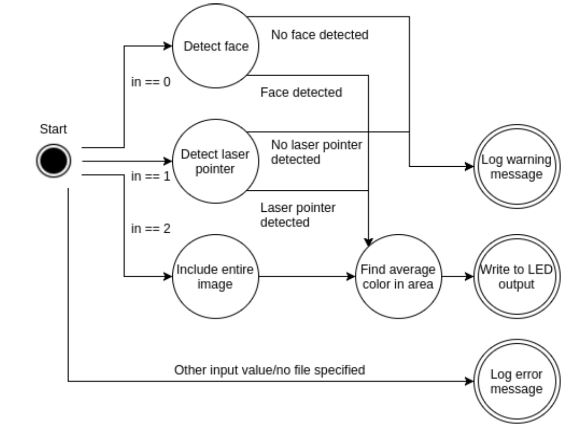 Detect face
No face detected
in == 0
Face detected
Start
Detect laser
pointer
No laser pointer
detected
in == 1
Log warning
message
Laser pointer
detected
in == 2
Include entire
image
Find average
color in area
Write to LED
output
Other input value/no file specified
Log error
message